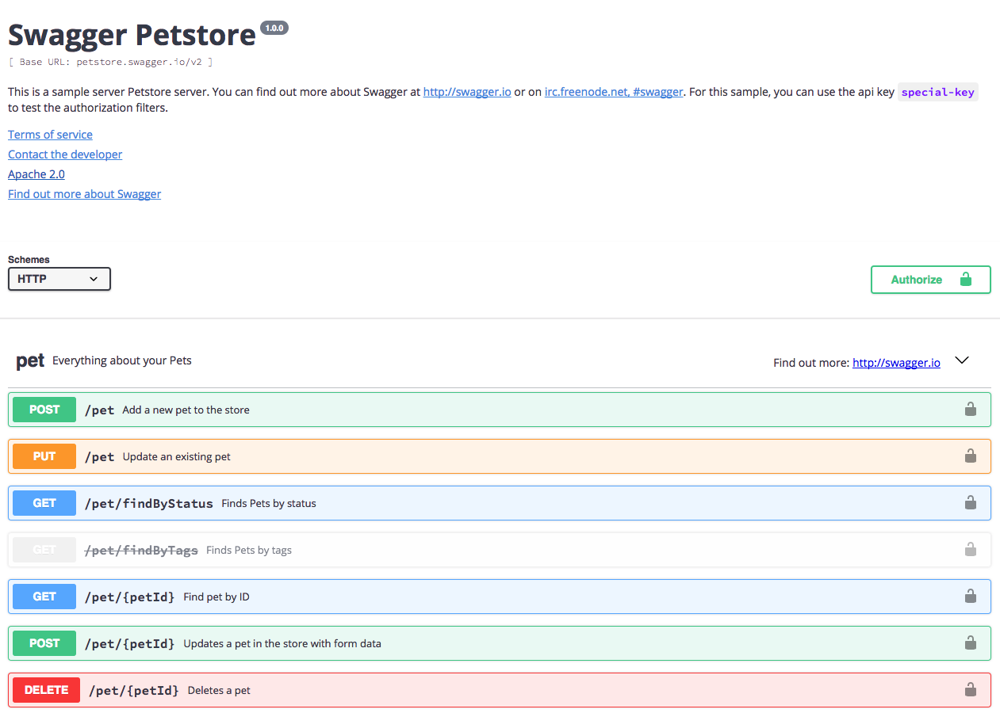 Swagger Petstore 1.0.0
[ Base URL: petstore.swagger.io/v2 ]
This is a sample server Petstore server. You can find out more about Swagger at http://swagger.io or on irc.freenode.net, #swagger. For this sample, you can use the api key special-key
to test the authorization filters.
Terms of service
Contact the developer
Apache 2.0
Find out more about Swagger
Schemes
HTTP
Authorize
pet Everything about your Pets
Find out more: http://swagger.io
POST /pet Add a new pet to the store
PUT /pet Update an existing pet
GET /pet/findByStatus Finds Pets by status
GET /pet/findByTags Finds Pets by tags
GET /pet/{petId} Find pet by ID
POST /pet/{petId} Updates a pet in the store with form data
DELETE /pet/{petId} Deletes a pet